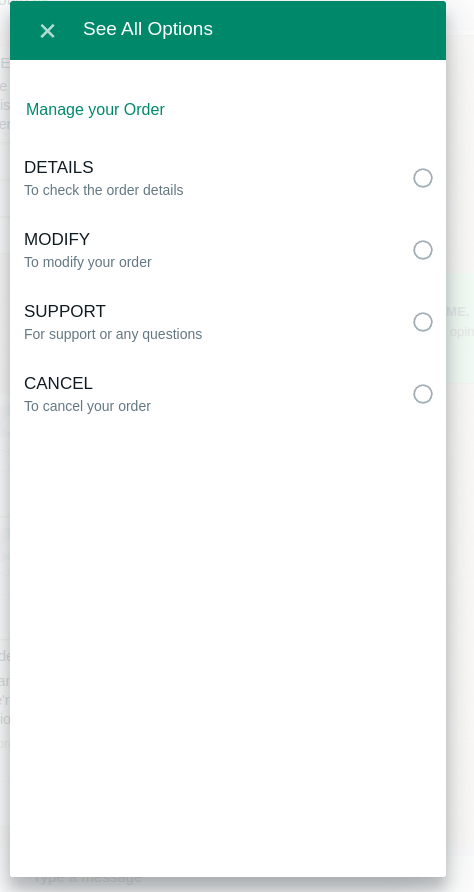 See All Options
Manage your Order
DETAILS
To check the order details
MODIFY
To modify your order
SUPPORT
For support or any questions
CANCEL
To cancel your order
ME.
Type a message